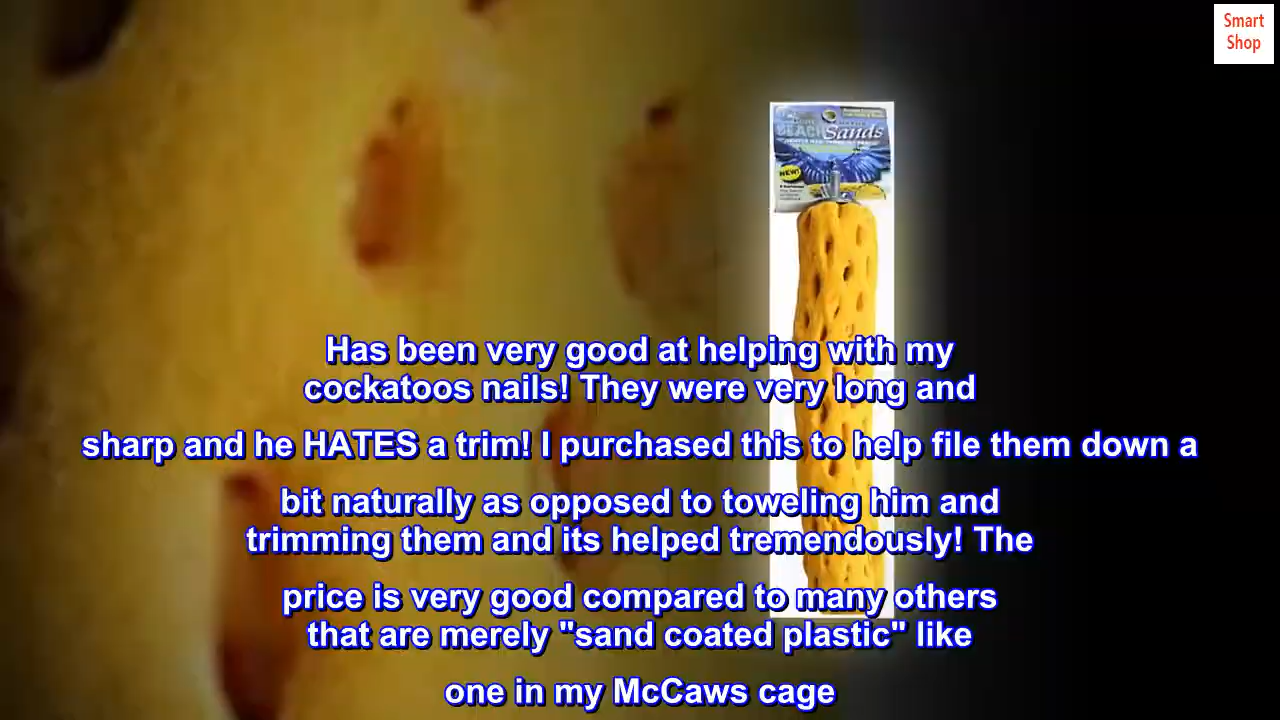 Smart
Shop
BEACH Sands
NEW!
Has been very good at helping with my
cockatoos nails! They were very long and
sharp and he HATES a trim! I purchased this to help file them down a
bit naturally as opposed to toweling him and
trimming them and its helped tremendously! The
price is very good compared to many others
that are merely "sand coated plastic" like
one in my McCaws cage